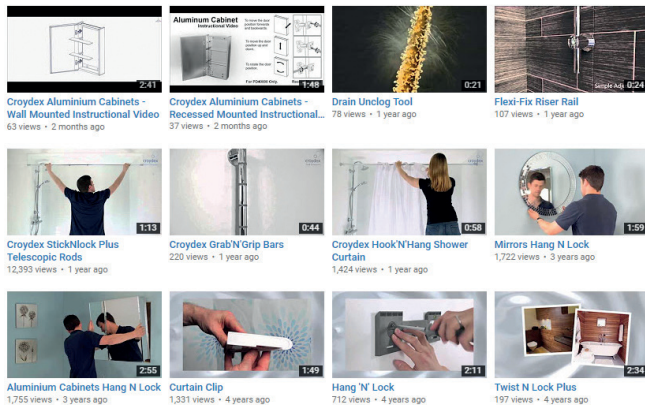 Aluminum Cabinet
Instructional Video
2:41
1:48
0:21
Simple Ads
0:24
Croydex Aluminium Cabinets -
Wall Mounted Instructional Video
63 views • 2 months ago
Croydex Aluminium Cabinets -
Recessed Mounted Instructional...
37 views • 2 months ago
Drain Unclog Tool
78 views • 1 year ago
Flexi-Fix Riser Rail
107 views • 1 year ago
Croydex
1:13
0:44
Croydex
0:58
1:59
Croydex StickNlock Plus
Telescopic Rods
12,393 views • 1 year ago
Croydex Grab'N'Grip Bars
220 views • 1 year ago
Croydex Hook'N'Hang Shower
Curtain
1,424 views • 1 year ago
Mirrors Hang N Lock
1,722 views • 3 years ago
2:55
1:49
2:11
2:34
Aluminium Cabinets Hang N Lock
1,755 views • 3 years ago
Curtain Clip
1,331 views • 4 years ago
Hang 'N' Lock
712 views • 4 years ago
Twist N Lock Plus
197 views • 4 years ago